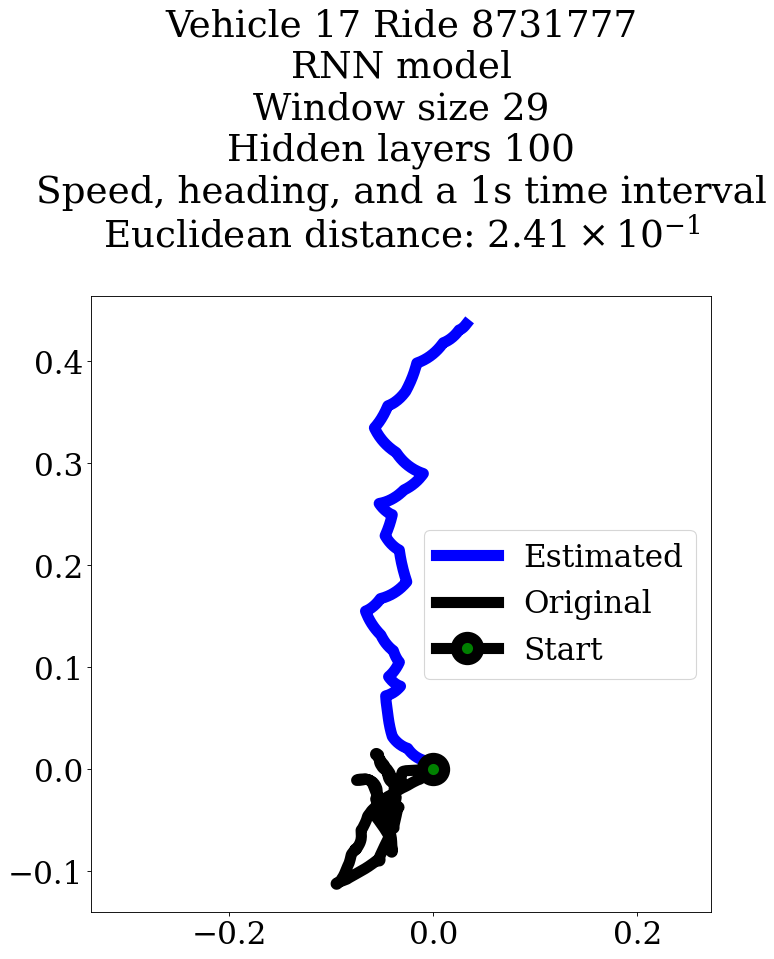 Vehicle 17 Ride 8731777
RNN model
Window size 29
Hidden layers 100
Speed, heading, and a 1s time interval
Euclidean distance: 2.41 × 10⁻¹
0.4
0.3
0.2
0.1
0.0
−0.1
−0.2
0.0
0.2
Estimated
Original
Start